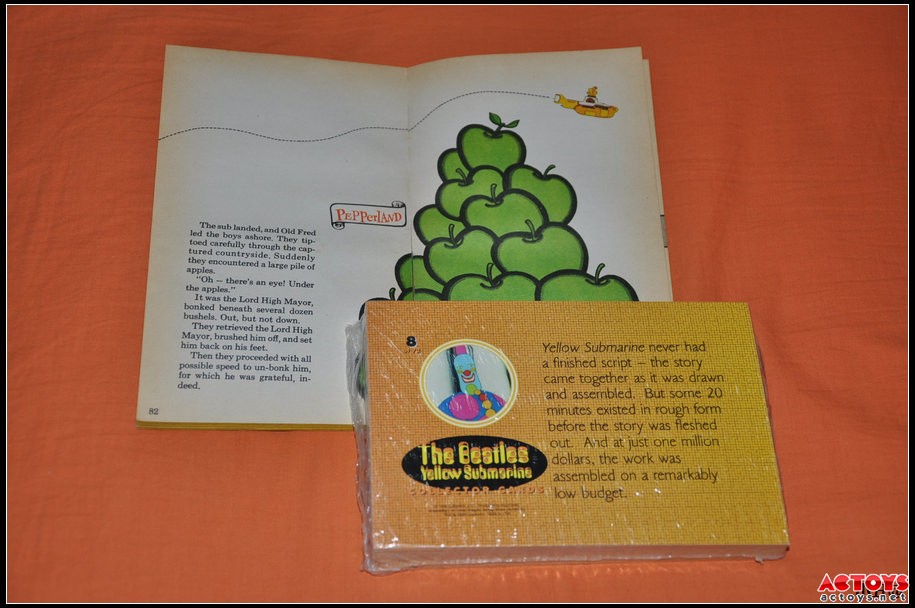 PEPPERLAND
The sub landed, and Old Fred
led the boys ashore. They tip-
toed carefully through the cap-
tured countryside. Suddenly
they encountered a large pile of
apples.
"Oh — there's an eye! Under
the apples."
It was the Lord High Mayor,
bonked beneath several dozen
bushels. Out, but not down.
They retrieved the Lord High
Mayor, brushed him off, and set
him back on his feet.
Then they proceeded with all
possible speed to un-bonk him,
for which he was grateful, in-
deed.
82
8
Yellow Submarine never had
a finished script – the story
came together as it was drawn
and assembled. But some 20
minutes existed in rough form
before the story was fleshed
out. And at just one million
dollars, the work was
assembled on a remarkably
low budget.
The Beatles
Yellow Submarine
COLLECTOR CARDS
ACTOYS
actoys.net